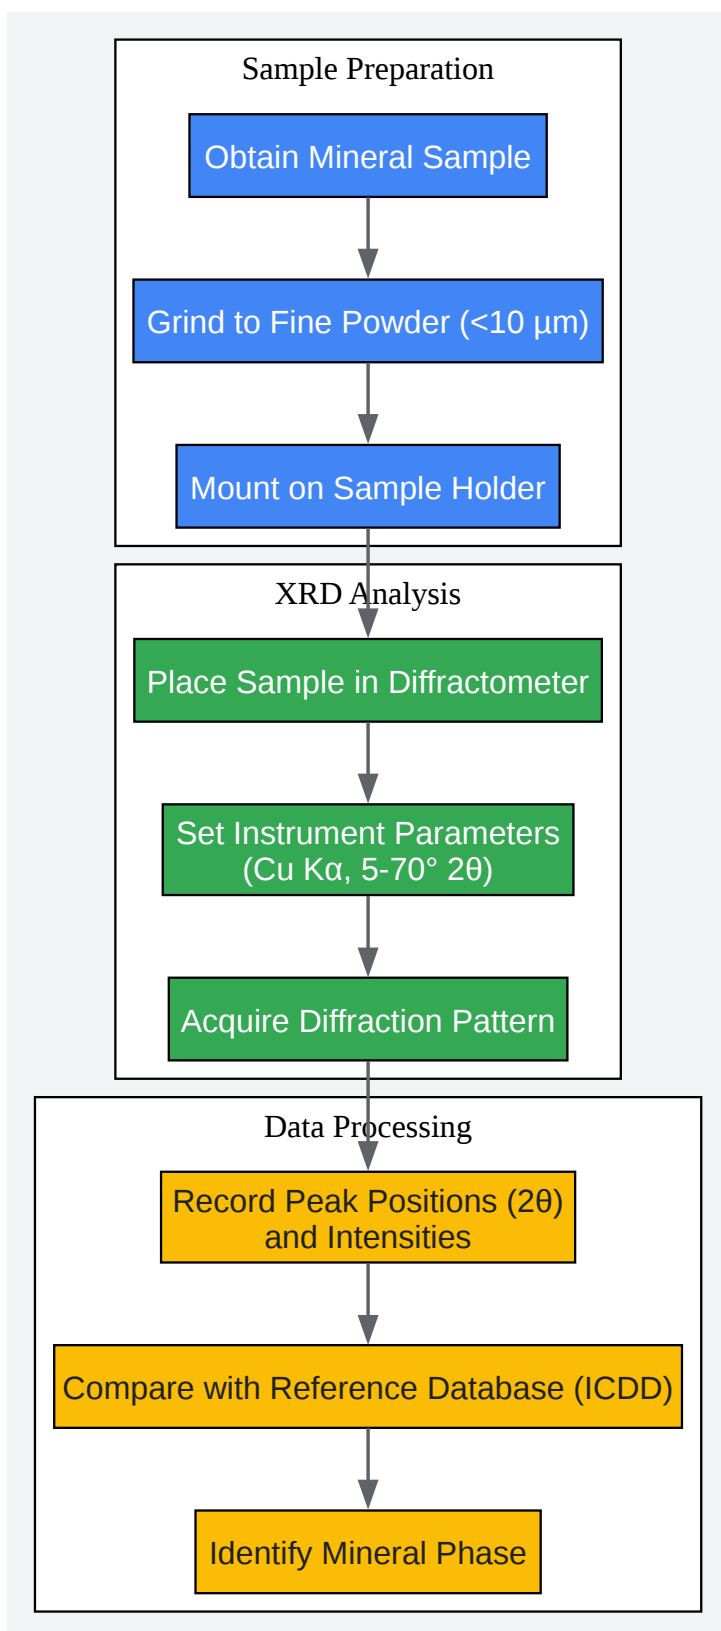 Sample Preparation
Obtain Mineral Sample
Grind to Fine Powder (<10 µm)
Mount on Sample Holder
XRD Analysis
Place Sample in Diffractometer
Set Instrument Parameters
(Cu Kα, 5-70° 2θ)
Acquire Diffraction Pattern
Data Processing
Record Peak Positions (2θ)
and Intensities
Compare with Reference Database (ICDD)
Identify Mineral Phase